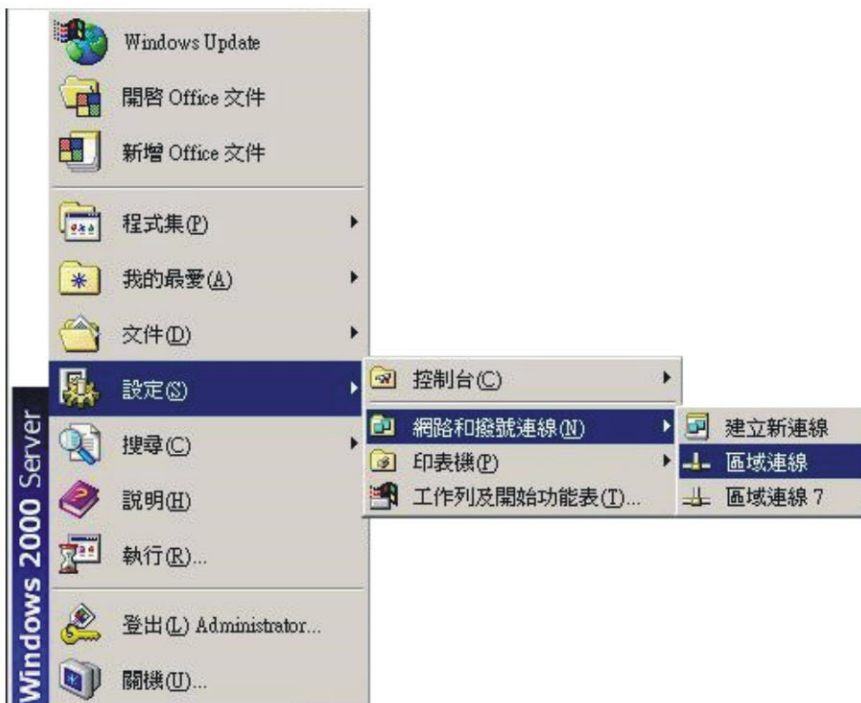 Windows Update
開啓 Office 文件
新增 Office 文件
程式集(P)
我的最愛(A)
文件(D)
設定(S)
搜尋(C)
說明(H)
執行(R)...
登出(L) Administrator...
關機(U)...
Windows 2000 Server
控制台(C)
網路和撥號連線(N)
印表機(P)
工作列及開始功能表(T)...
建立新連線
區域連線
區域連線 7